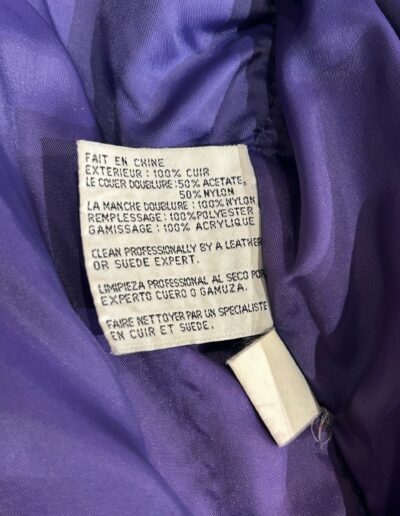 FAIT EN CHINE
EXTERIEUR : 100% CUIR
LE COUER DOUBLURE : 50% ACETATE,
50% NYLON
LA MANCHE DOUBLURE : 100% NYLON
REMPLESSAGE : 100% POLYESTER
GAMISSAGE : 100% ACRYLIQUE
CLEAN PROFESSIONALLY BY A LEATHER
OR SUEDE EXPERT.
LIMIPIEZA PROFESSIONAL AL SECO POR
EXPERTO CUERO O GAMUZA.
FAIRE NETTOYER PAR UN SPECIALISTE
EN CUIR ET SUEDE.